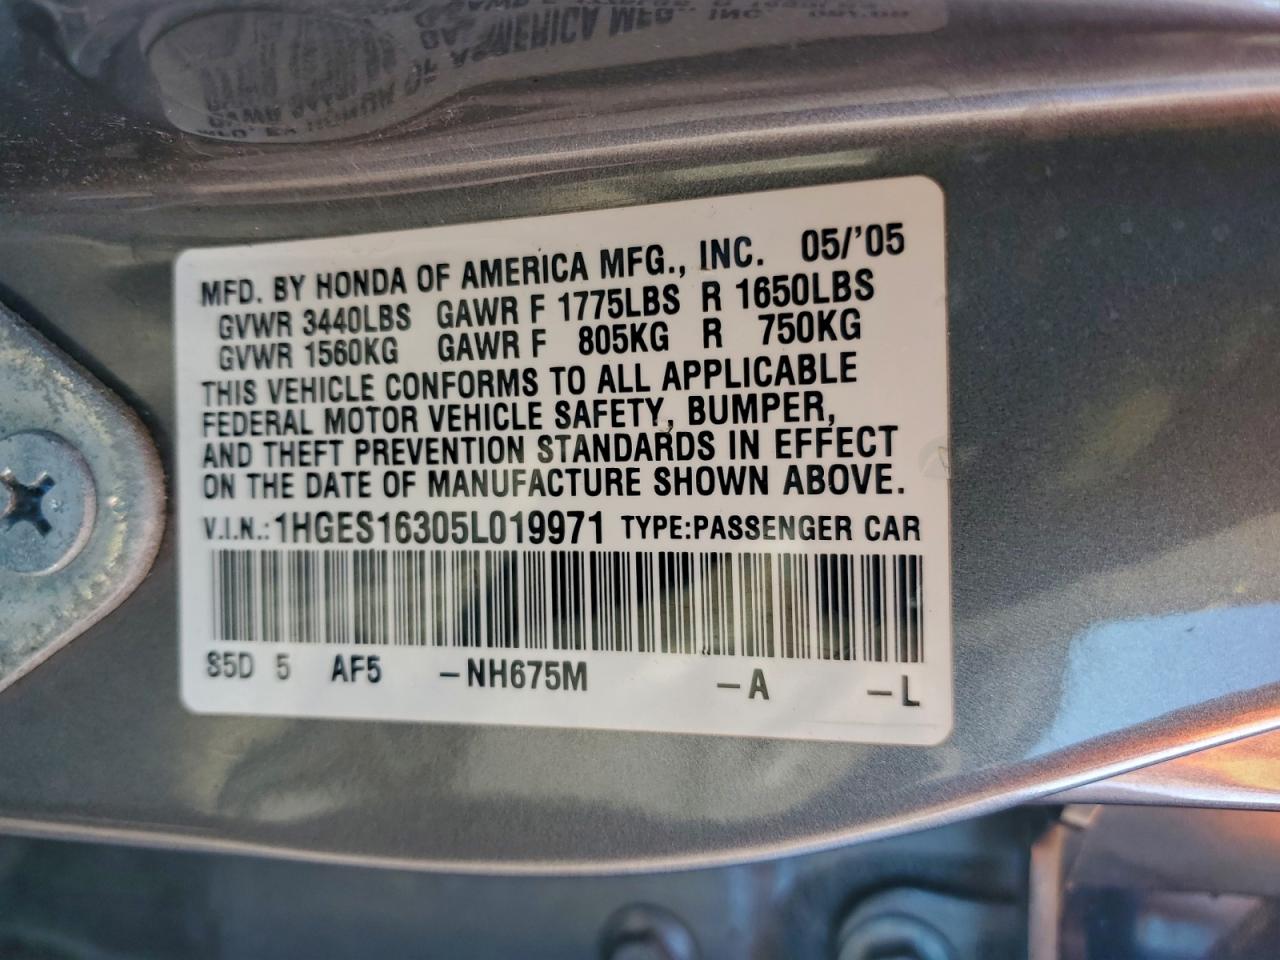 MFD. BY HONDA OF AMERICA MFG., INC. 05/'05
GVWR 3440LBS GAWR F 1775LBS R 1650LBS
GVWR 1560KG GAWR F 805KG R 750KG
THIS VEHICLE CONFORMS TO ALL APPLICABLE
FEDERAL MOTOR VEHICLE SAFETY, BUMPER,
AND THEFT PREVENTION STANDARDS IN EFFECT
ON THE DATE OF MANUFACTURE SHOWN ABOVE.
V.I.N.: 1HGES16305L019971 TYPE:PASSENGER CAR
S5D 5 AF5 -NH675M -A -L